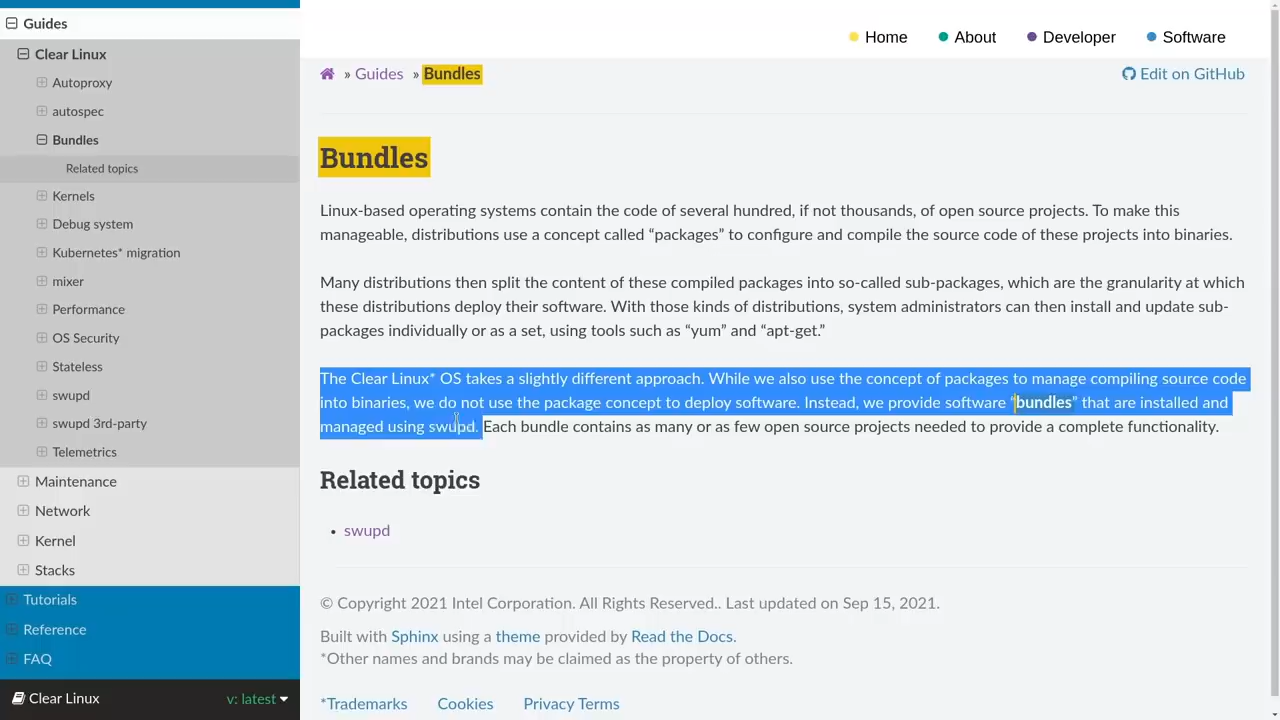 Guides
Clear Linux
Autoproxy
autospec
Bundles
Related topics
Kernels
Debug system
Kubernetes* migration
mixer
Performance
OS Security
Stateless
swupd
swupd 3rd-party
Telemetrics
Maintenance
Network
Kernel
Stacks
Tutorials
Reference
FAQ
Clear Linux v: latest
Home About Developer Software
» Guides » Bundles Edit on GitHub
Bundles
Linux-based operating systems contain the code of several hundred, if not thousands, of open source projects. To make this
manageable, distributions use a concept called “packages” to configure and compile the source code of these projects into binaries.
Many distributions then split the content of these compiled packages into so-called sub-packages, which are the granularity at which
these distributions deploy their software. With those kinds of distributions, system administrators can then install and update sub-
packages individually or as a set, using tools such as “yum” and “apt-get.”
The Clear Linux* OS takes a slightly different approach. While we also use the concept of packages to manage compiling source code
into binaries, we do not use the package concept to deploy software. Instead, we provide software “bundles” that are installed and
managed using swupd. Each bundle contains as many or as few open source projects needed to provide a complete functionality.
Related topics
• swupd
© Copyright 2021 Intel Corporation. All Rights Reserved.. Last updated on Sep 15, 2021.
Built with Sphinx using a theme provided by Read the Docs.
*Other names and brands may be claimed as the property of others.
*Trademarks Cookies Privacy Terms